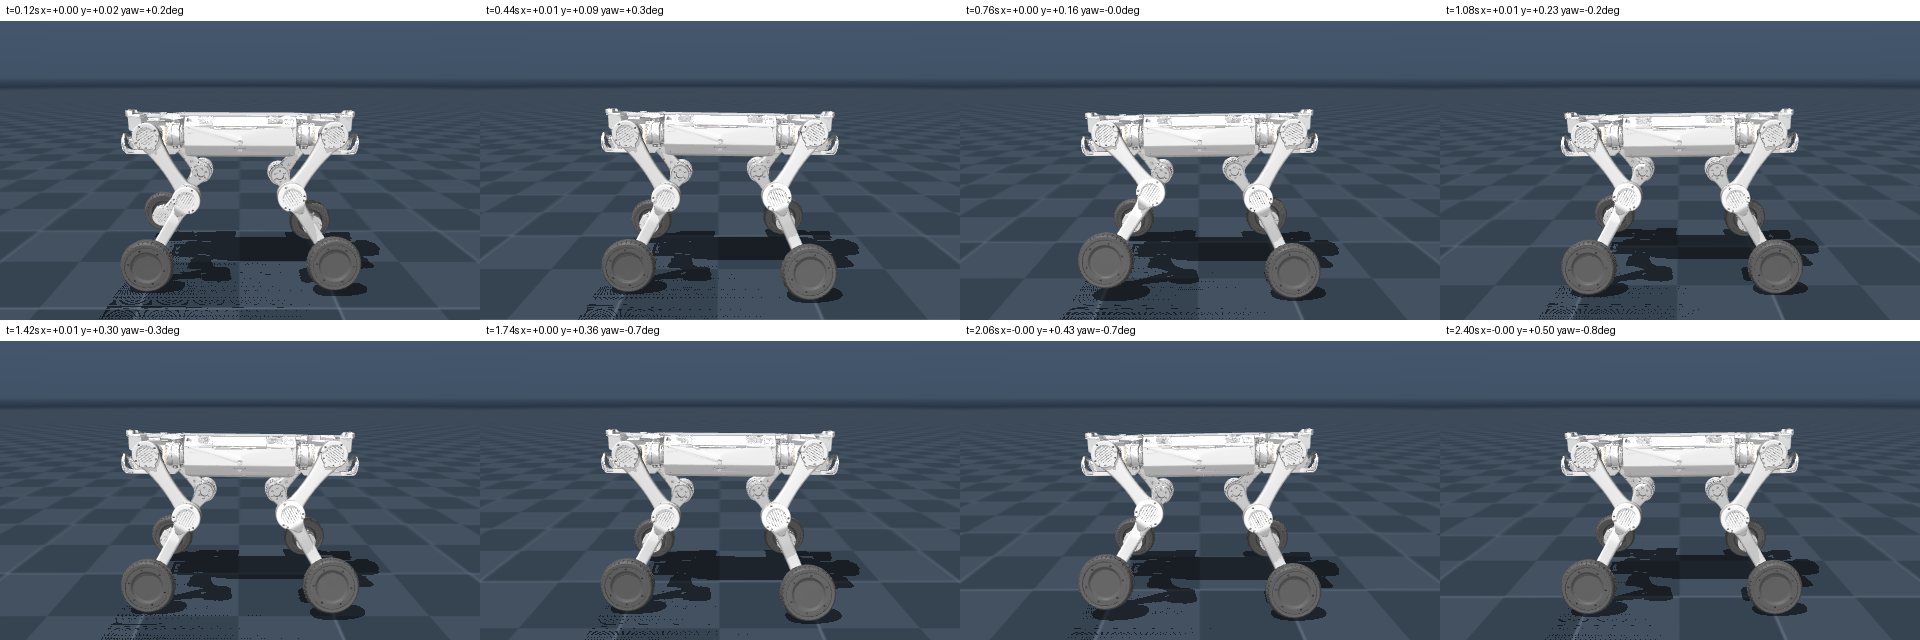 t=0.12s x=+0.00 y=+0.02 yaw=+0.2deg
t=0.44s x=+0.01 y=+0.09 yaw=+0.3deg
t=0.76s x=+0.00 y=+0.16 yaw=-0.0deg
t=1.08s x=+0.01 y=+0.23 yaw=-0.2deg
t=1.42s x=+0.01 y=+0.30 yaw=-0.3deg
t=1.74s x=+0.00 y=+0.36 yaw=-0.7deg
t=2.06s x=-0.00 y=+0.43 yaw=-0.7deg
t=2.40s x=-0.00 y=+0.50 yaw=-0.8deg